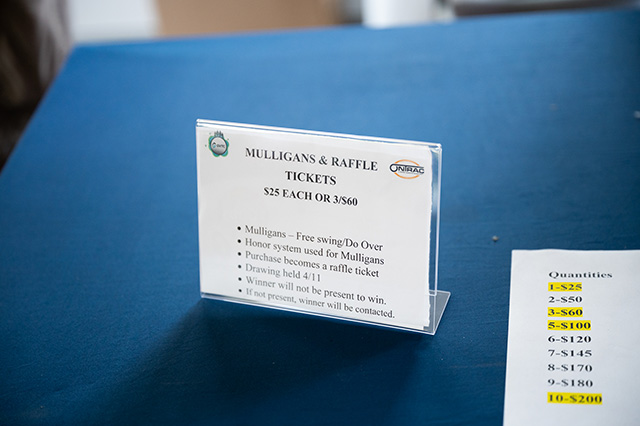 MULLIGANS & RAFFLE
TICKETS
$25 EACH OR 3/$60
ONTRAC
• Mulligans – Free swing/Do Over
• Honor system used for Mulligans
• Purchase becomes a raffle ticket
• Drawing held 4/11
• Winner will not be present to win.
• If not present, winner will be contacted.
Quantities
1-$25
2-$50
3-$60
5-$100
6-$120
7-$145
8-$170
9-$180
10-$200